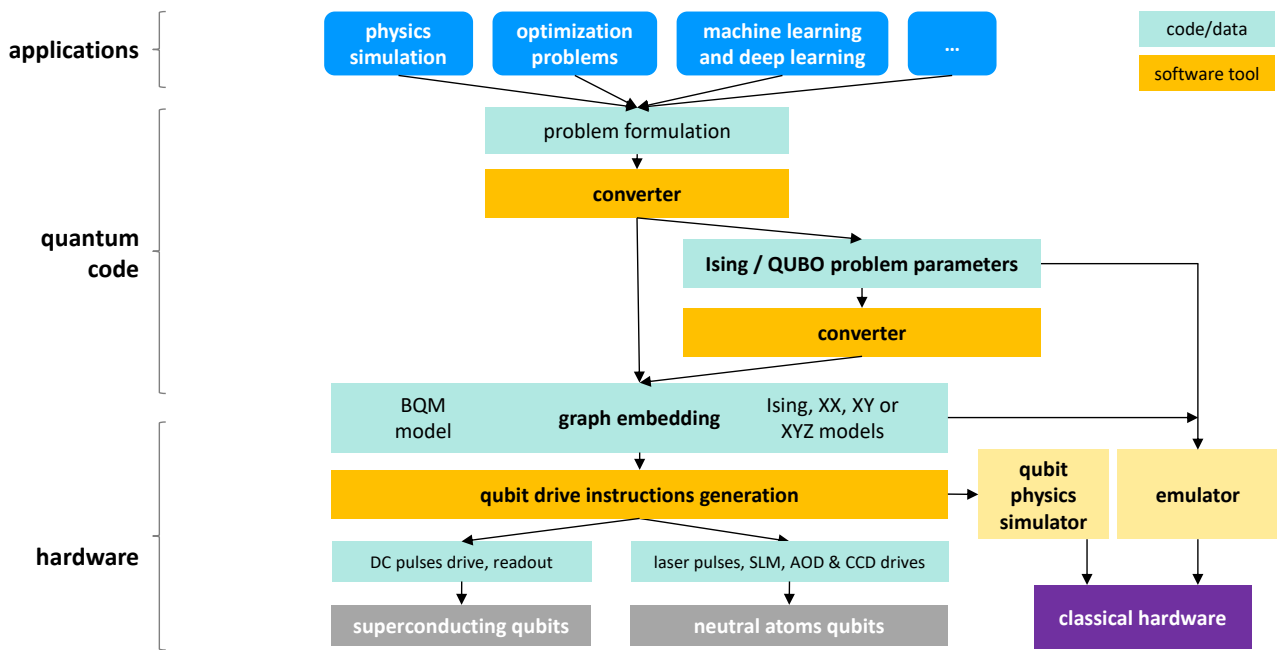 applications
physics
simulation
optimization
problems
machine learning
and deep learning
...
code/data
software tool
problem formulation
converter
quantum
code
Ising / QUBO problem parameters
converter
BQM
model
graph embedding
Ising, XX, XY or
XYZ models
qubit drive instructions generation
qubit
physics
simulator
emulator
hardware
DC pulses drive, readout
laser pulses, SLM, AOD & CCD drives
superconducting qubits
neutral atoms qubits
classical hardware